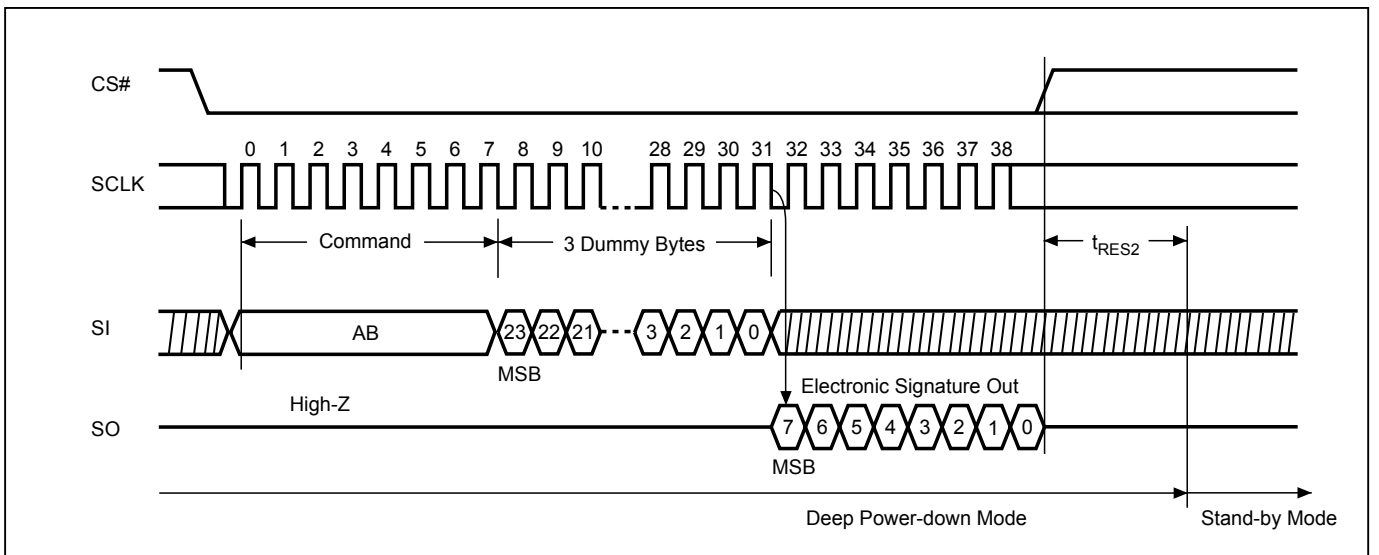 CS#
0 1 2 3 4 5 6 7 8 9 10 28 29 30 31 32 33 34 35 36 37 38
SCLK
Command 3 Dummy Bytes tRES2
SI AB 23 22 21 3 2 1 0
MSB
Electronic Signature Out
High-Z
SO 7 6 5 4 3 2 1 0
MSB
Deep Power-down Mode Stand-by Mode